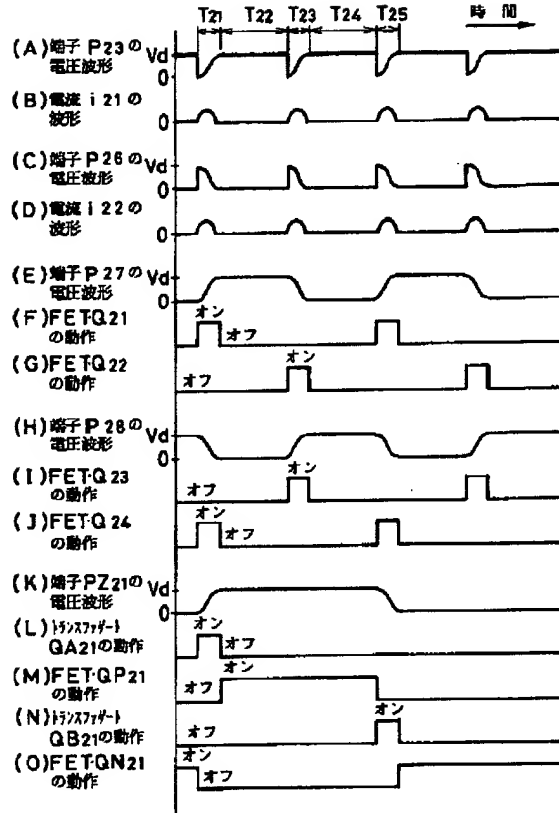 T21 T22 T23 T24 T25 時間
(A)端子P23の
電圧波形
Vd
0
(B)電流i21の
波形
0
(C)端子P26の
電圧波形
Vd
0
(D)電流i22の
波形
0
(E)端子P27の
電圧波形
Vd
0
(F)FET·Q21
の動作
オン
オフ
(G)FET·Q22
の動作
オン
オフ
(H)端子P28の
電圧波形
Vd
0
(I)FET·Q23
の動作
オン
オフ
(J)FET·Q24
の動作
オン
オフ
(K)端子PZ21の
電圧波形
Vd
0
(L)トランスファゲート
QA21の動作
オン
オフ
(M)FET·QP21
の動作
オン
オフ
(N)トランスファゲート
QB21の動作
オン
オフ
(O)FET·QN21
の動作
オン
オフ